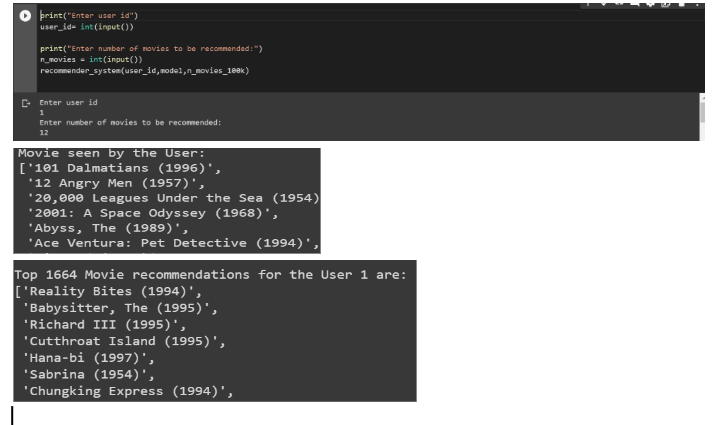 print("Enter user id")
user_id= int(input())
print("Enter number of movies to be recommended:")
n_movies = int(input())
recommender_system(user_id,model,n_movies_100k)
Enter user id
1
Enter number of movies to be recommended:
12
Movie seen by the User:
['101 Dalmatians (1996)',
'12 Angry Men (1957)',
'20,000 Leagues Under the Sea (1954)
'2001: A Space Odyssey (1968)',
'Abyss, The (1989)',
'Ace Ventura: Pet Detective (1994)',
Top 1664 Movie recommendations for the User 1 are:
['Reality Bites (1994)',
'Babysitter, The (1995)',
'Richard III (1995)',
'Cutthroat Island (1995)',
'Hana-bi (1997)',
'Sabrina (1954)',
'Chungking Express (1994)',